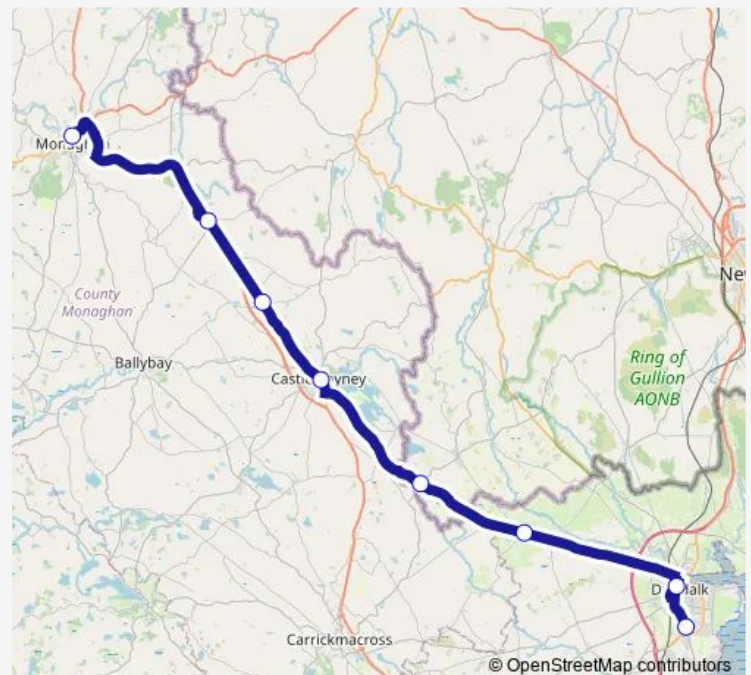 County
Monaghan
Ballybay
Ring of
Gullion
AONB
Carrickmacross
© OpenStreetMap contributors